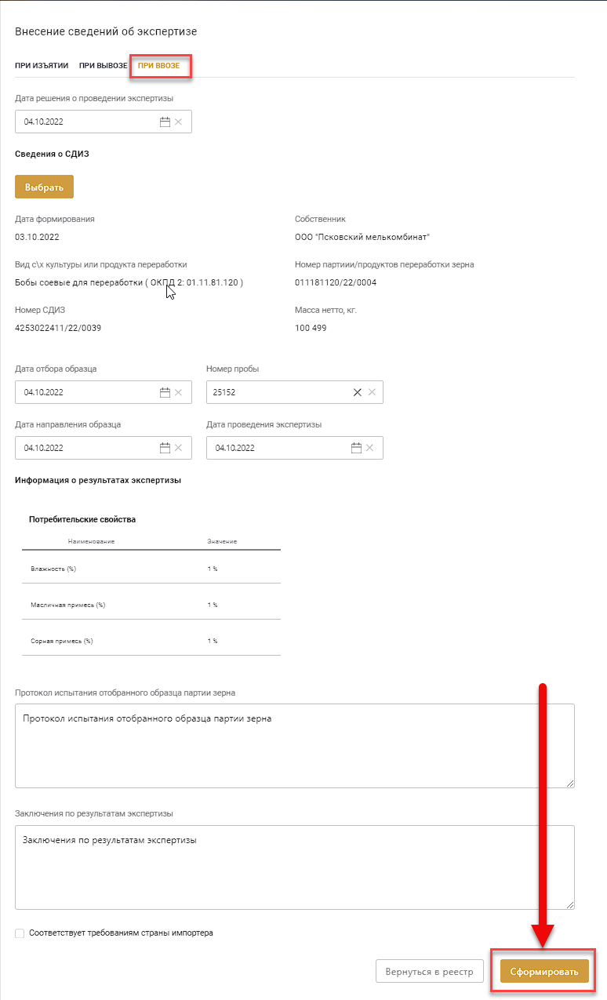 Внесение сведений об экспертизе
ПРИ ИЗЪЯТИИ ПРИ ВЫВОЗЕ ПРИ ВВОЗЕ
Дата решения о проведении экспертизы
04.10.2022
Сведения о СДИЗ
Выбрать
Дата формирования Собственник
03.10.2022 ООО "Псковский мелькомбинат"
Вид с\х культуры или продукта переработки Номер партиии/продуктов переработки зерна
Бобы соевые для переработки ( ОКПД 2: 01.11.81.120 ) 011181120/22/0004
Номер СДИЗ Масса нетто, кг.
4253022411/22/0039 100 499
Дата отбора образца Номер пробы
04.10.2022 25152
Дата направления образца Дата проведения экспертизы
04.10.2022 04.10.2022
Информация о результатах экспертизы
Потребительские свойства
Наименование Значение
Влажность (%) 1 %
Масличная примесь (%) 1 %
Сорная примесь (%) 1 %
Протокол испытания отобранного образца партии зерна
Протокол испытания отобранного образца партии зерна
Заключения по результатам экспертизы
Заключения по результатам экспертизы
Соответствует требованиям страны импортера
Вернуться в реестр Сформировать